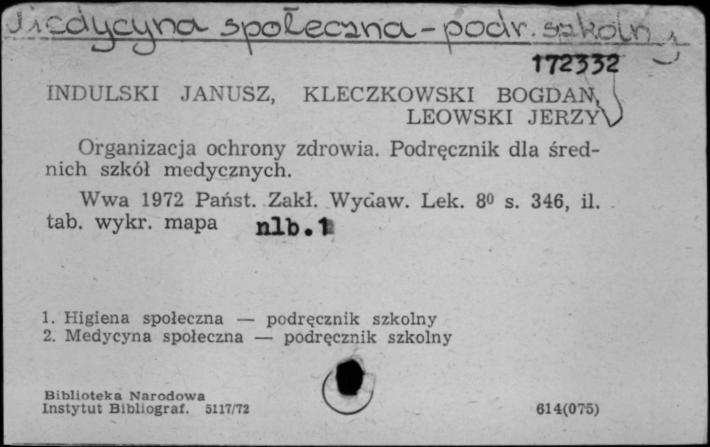 Medycyna społeczna - podr. szkolny
172332
INDULSKI JANUSZ, KLECZKOWSKI BOGDAN,
LEOWSKI JERZY
Organizacja ochrony zdrowia. Podręcznik dla śred-
nich szkół medycznych.
Wwa 1972 Państ. Zakł. Wydaw. Lek. 8⁰ s. 346, il.
tab. wykr. mapa nlb.1
1. Higiena społeczna — podręcznik szkolny
2. Medycyna społeczna — podręcznik szkolny
Biblioteka Narodowa
Instytut Bibliograf. 5117/72 614(075)